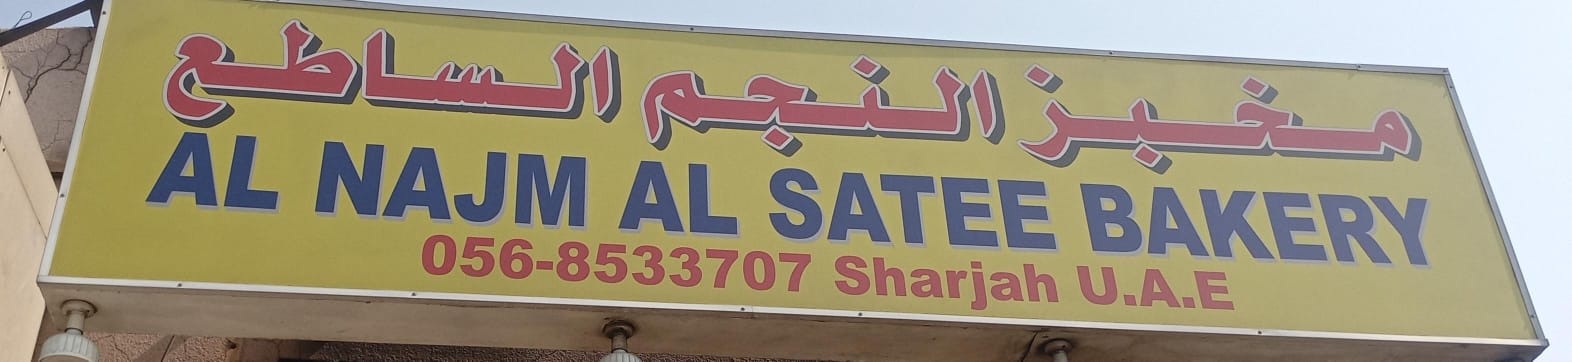 مخبز النجم الساطع
AL NAJM AL SATEE BAKERY
056-8533707 Sharjah U.A.E